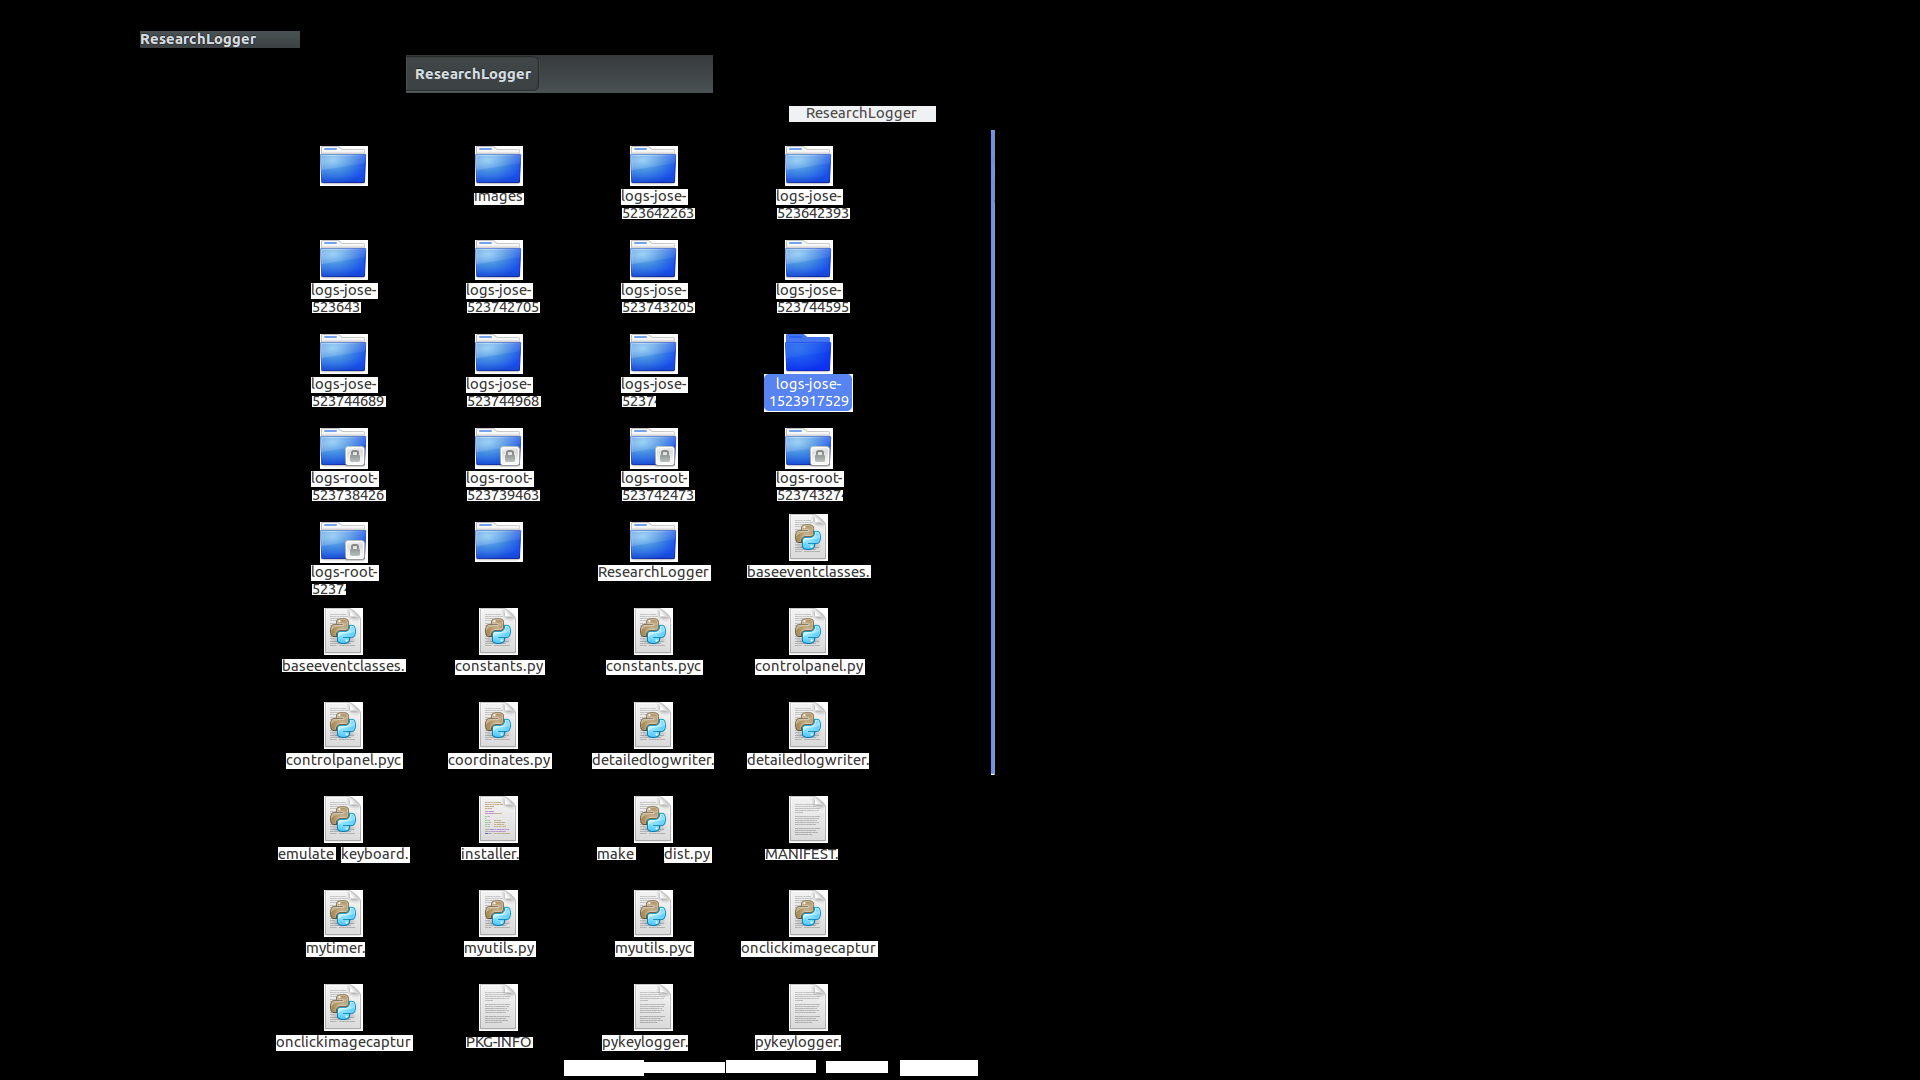 ResearchLogger
ResearchLogger
ResearchLogger
images
logs-jose-
523642263
logs-jose-
523642393
logs-jose-
523643
logs-jose-
523742705
logs-jose-
523743205
logs-jose-
523744595
logs-jose-
523744689
logs-jose-
523744968
logs-jose-
5237
logs-jose-
1523917529
logs-root-
523738426
logs-root-
523739463
logs-root-
523742473
logs-root-
52374327
logs-root-
5237
ResearchLogger
baseeventclasses.
baseeventclasses.
constants.py
constants.pyc
controlpanel.py
controlpanel.pyc
coordinates.py
detailedlogwriter.
detailedlogwriter.
emulate keyboard.
installer.
make dist.py
MANIFEST.
mytimer.
myutils.py
myutils.pyc
onclickimagecaptur
onclickimagecaptur
PKG-INFO
pykeylogger.
pykeylogger.